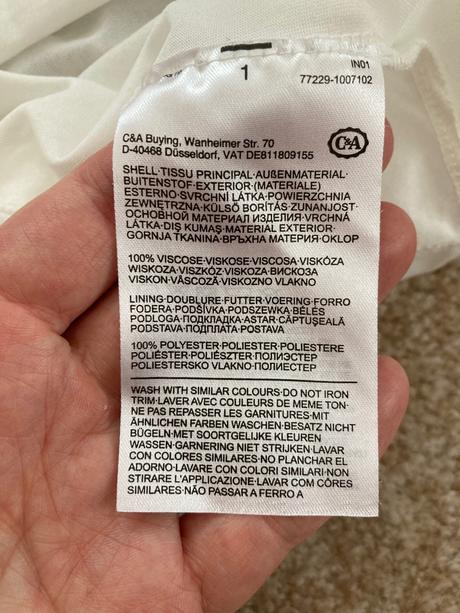 1
IN01
77229-1007102
C&A Buying, Wanheimer Str. 70
D-40468 Düsseldorf, VAT DE811809155
C&A
SHELL·TISSU PRINCIPAL·AUßENMATERIAL·
BUITENSTOF·EXTERIOR·(MATERIALE)
ESTERNO·SVRCHNÍ LÁTKA·POWIERZCHNIA
ZEWNĘTRZNA·KÜLSŐ BORÍTÁS·ZUNANJOST·
ОСНОВНОЙ МАТЕРИАЛ ИЗДЕЛИЯ·VRCHNÁ
LÁTKA·DIŞ KUMAŞ·MATERIAL EXTERIOR·
GORNJA TKANINA·ВРЪХНА МАТЕРИЯ·OKLOP
100% VISCOSE·VISKOSE·VISCOSA·VISKÓZA
WISKOZA·VISZKÓZ·VISKOZA·ВИСКОЗА
VISKON·VÂSCOZĂ·VISKOZNO VLAKNO
LINING·DOUBLURE·FUTTER·VOERING·FORRO
FODERA·PODŠÍVKA·PODSZEWKA·BÉLÉS
PODLOGA·ПОДКЛАДКА·ASTAR·CĂPTUŞEALĂ
PODSTAVA·ПОДПЛАТА·POSTAVA
100% POLYESTER·POLIESTER·POLIESTERE
POLIÉSTER·POLIÉSZTER·ПОЛИЭСТЕР
POLIESTERSKO VLAKNO·ПОЛИЕСТЕР
WASH WITH SIMILAR COLOURS·DO NOT IRON
TRIM·LAVER AVEC COULEURS DE MEME TON·
NE PAS REPASSER LES GARNITURES·MIT
ÄHNLICHEN FARBEN WASCHEN·BESATZ NICHT
BÜGELN·MET SOORTGELIJKE KLEUREN
WASSEN·GARNERING NIET STRIJKEN·LAVAR
CON COLORES SIMILARES·NO PLANCHAR EL
ADORNO·LAVARE CON COLORI SIMILARI·NON
STIRARE L'APPLICAZIONE·LAVAR COM CÔRES
SIMILARES·NÃO PASSAR A FERRO A